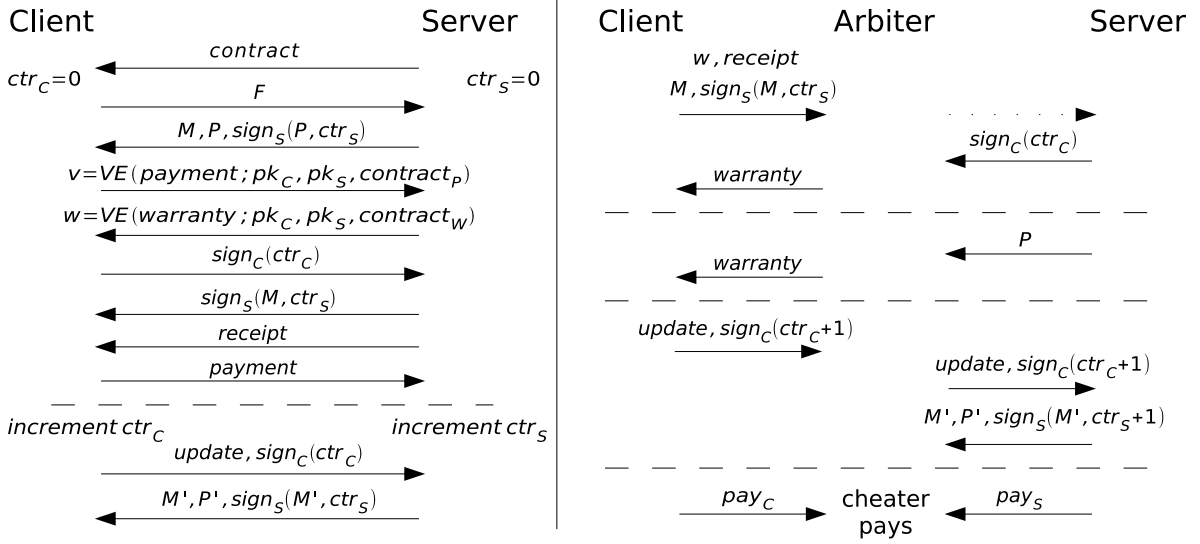 Client Server
contract
ctr_C=0 ctr_S=0
F
M, P, sign_S(P, ctr_S)
v=VE(payment; pk_C, pk_S, contract_P)
w=VE(warranty; pk_C, pk_S, contract_W)
sign_C(ctr_C)
sign_S(M, ctr_S)
receipt
payment
increment ctr_C increment ctr_S
update, sign_C(ctr_C)
M', P', sign_S(M', ctr_S)
Client Arbiter Server
w, receipt
M, sign_S(M, ctr_S)
sign_C(ctr_C)
warranty
P
warranty
update, sign_C(ctr_C+1)
update, sign_C(ctr_C+1)
M', P', sign_S(M', ctr_S+1)
pay_C cheater pay_S
pays